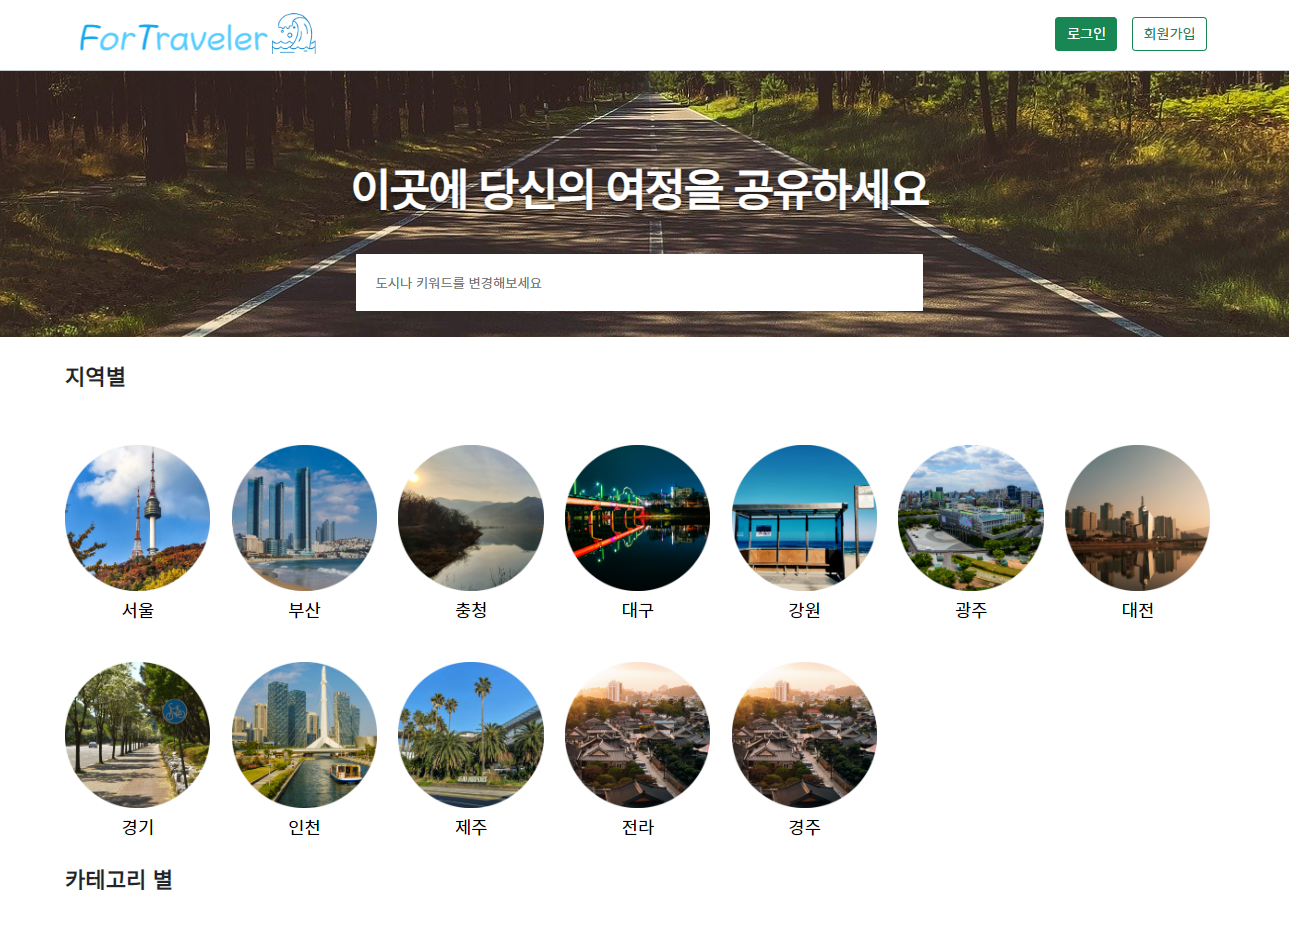 ForTraveler
로그인
회원가입
이곳에 당신의 여정을 공유하세요
도시나 키워드를 변경해보세요
지역별
서울
부산
충청
대구
강원
광주
대전
경기
인천
제주
전라
경주
카테고리 별